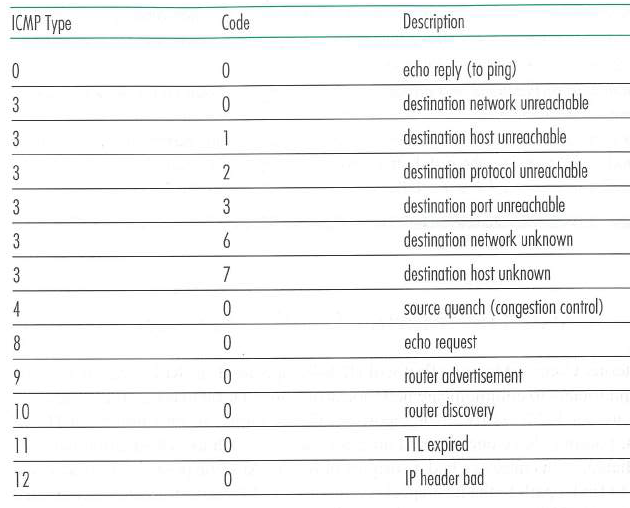 ICMP Type Code Description
0 0 echo reply (to ping)
3 0 destination network unreachable
3 1 destination host unreachable
3 2 destination protocol unreachable
3 3 destination port unreachable
3 6 destination network unknown
3 7 destination host unknown
4 0 source quench (congestion control)
8 0 echo request
9 0 router advertisement
10 0 router discovery
11 0 TTL expired
12 0 IP header bad